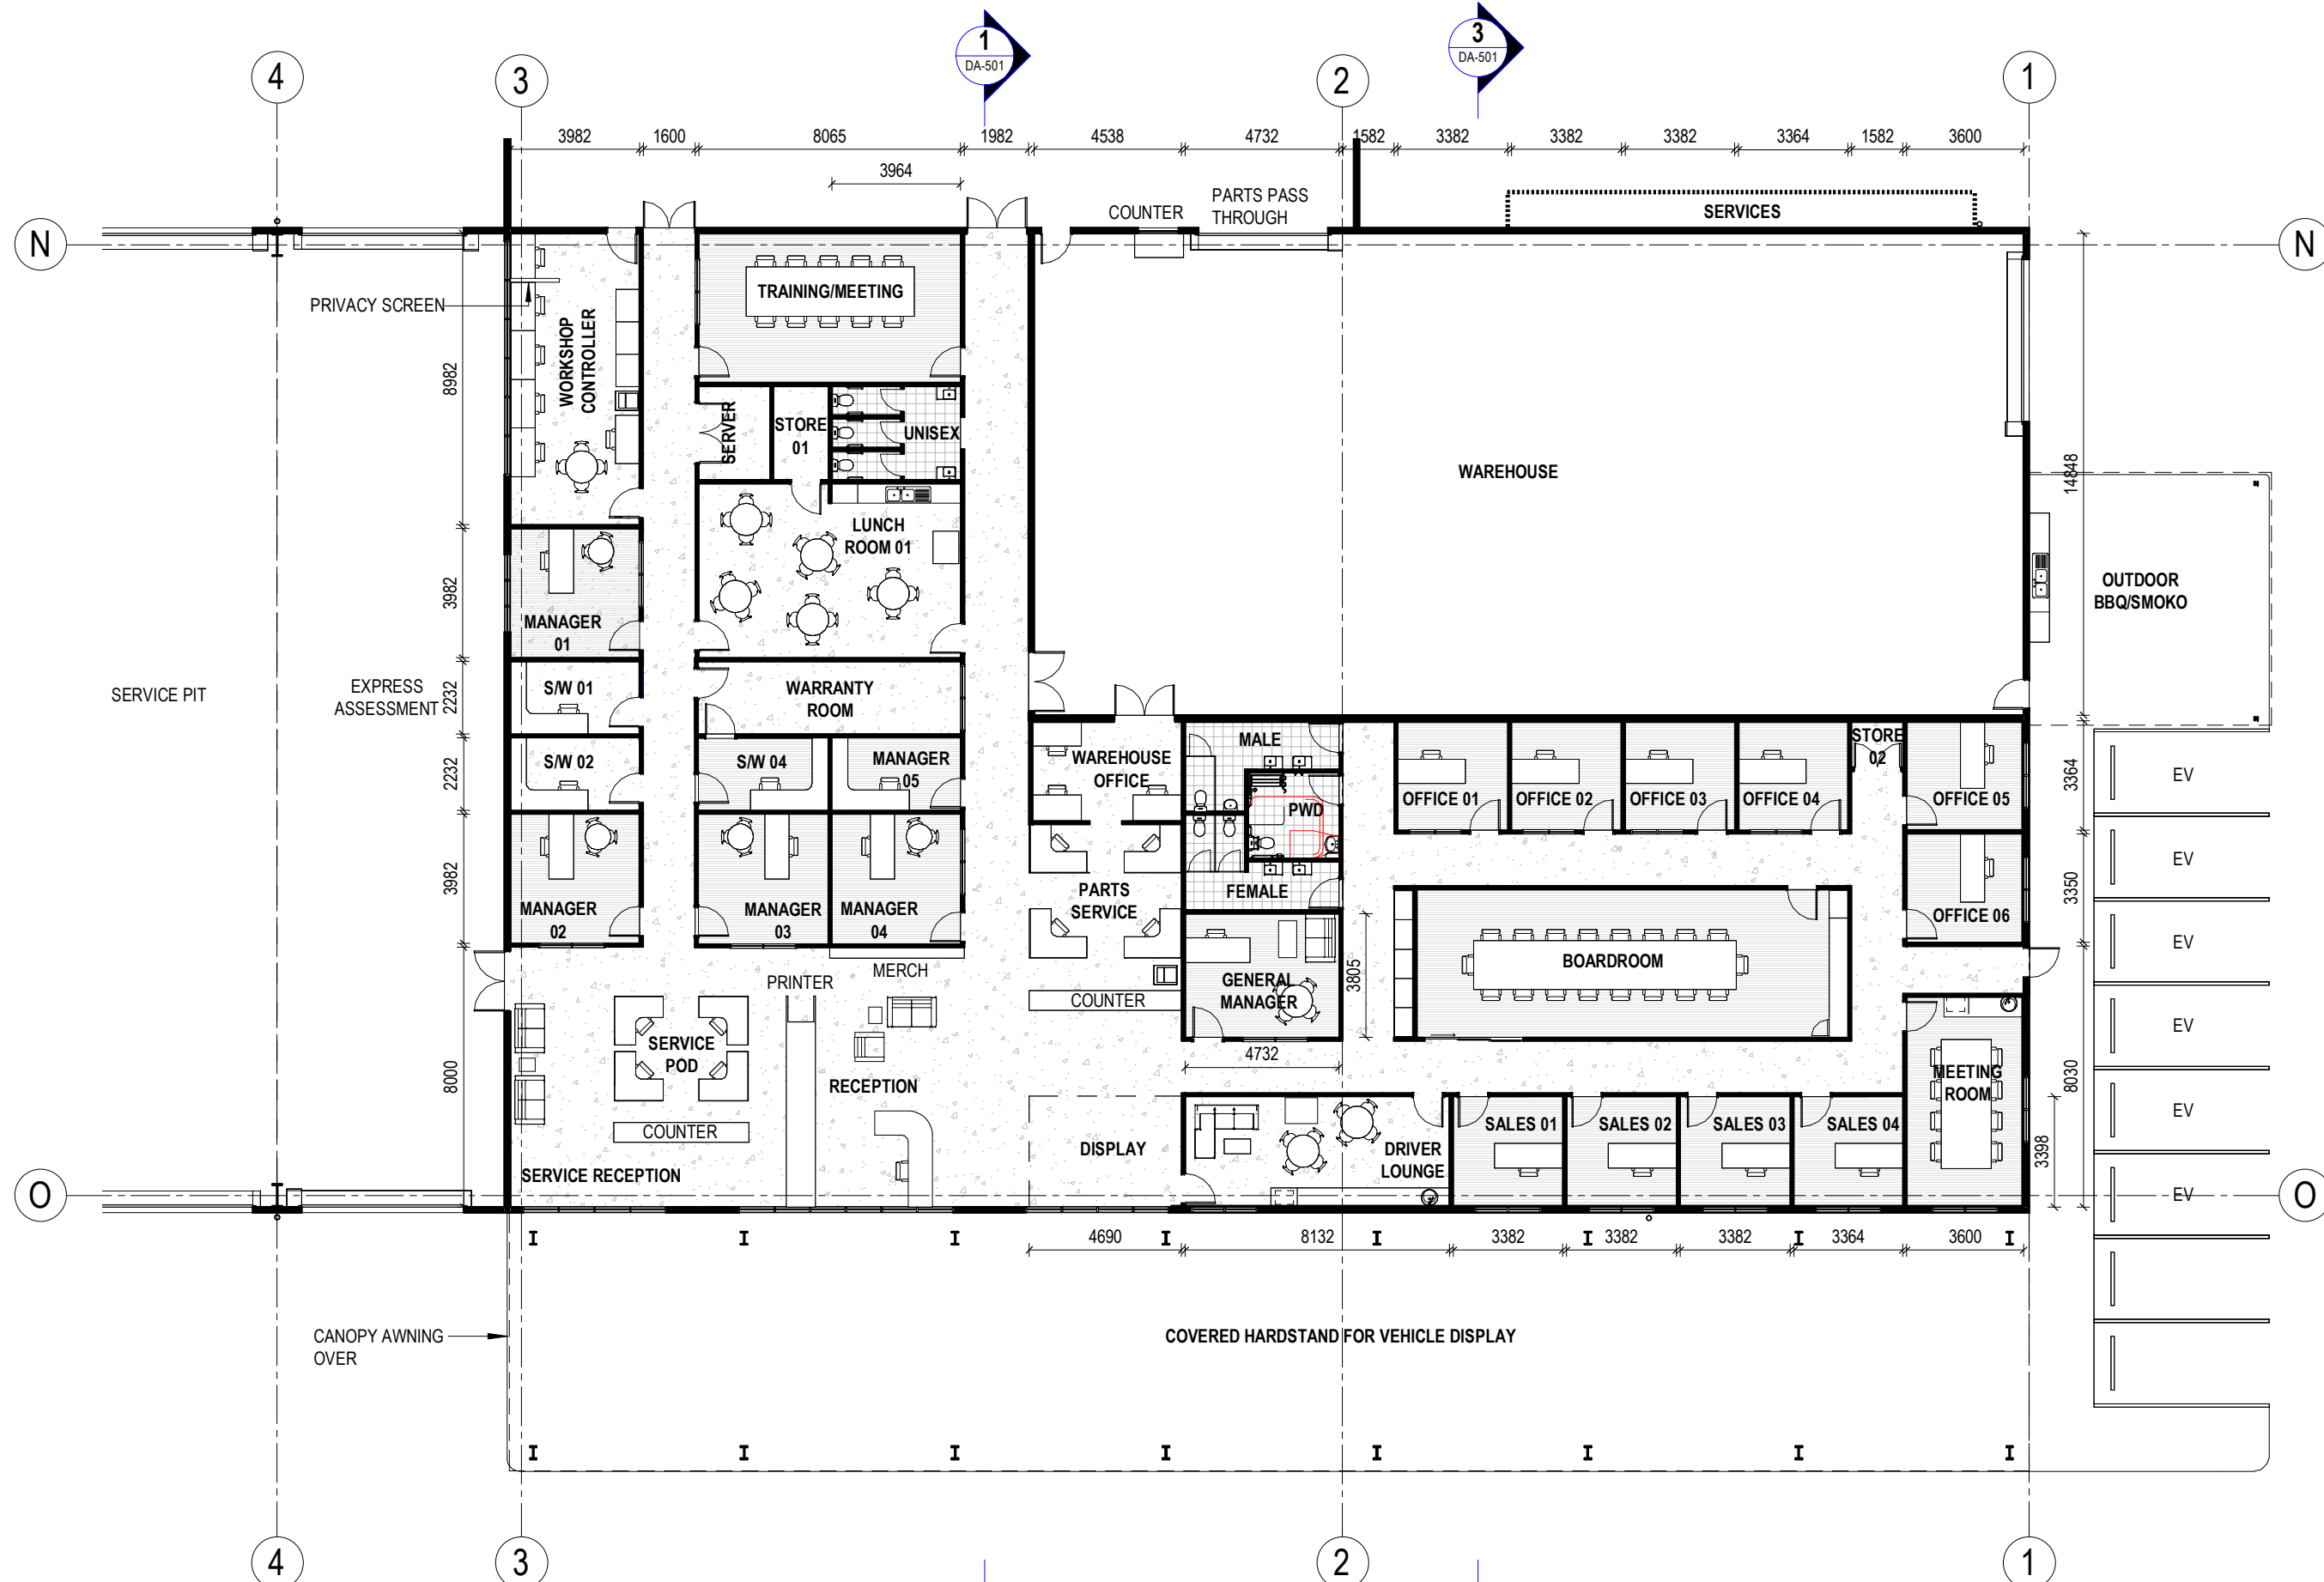 1
DA-501
3
DA-501
4
3
2
1
3982
1600
8065
1982
4538
4732
1582
3382
3382
3382
3364
1582
3600
3964
COUNTER
PARTS PASS
THROUGH
SERVICES
N
N
PRIVACY SCREEN
WORKSHOP
CONTROLLER
TRAINING/MEETING
8982
SERVER
STORE
01
UNISEX
WAREHOUSE
14848
LUNCH
ROOM 01
OUTDOOR
BBQ/SMOKO
3982
MANAGER
01
SERVICE PIT
EXPRESS
ASSESSMENT
2232
S/W 01
WARRANTY
ROOM
2232
S/W 02
S/W 04
MANAGER
05
WAREHOUSE
OFFICE
MALE
PWD
OFFICE 01
OFFICE 02
OFFICE 03
OFFICE 04
STORE
02
OFFICE 05
3364
EV
EV
3982
MANAGER
02
MANAGER
03
MANAGER
04
PARTS
SERVICE
FEMALE
OFFICE 06
3350
EV
MERCH
PRINTER
COUNTER
GENERAL
MANAGER
3805
BOARDROOM
EV
8000
SERVICE
POD
RECEPTION
4732
MEETING
ROOM
8030
EV
COUNTER
SERVICE RECEPTION
DISPLAY
DRIVER
LOUNGE
SALES 01
SALES 02
SALES 03
SALES 04
3398
EV
O
O
4690
8132
3382
3382
3382
3364
3600
CANOPY AWNING
OVER
COVERED HARDSTAND FOR VEHICLE DISPLAY
4
3
2
1